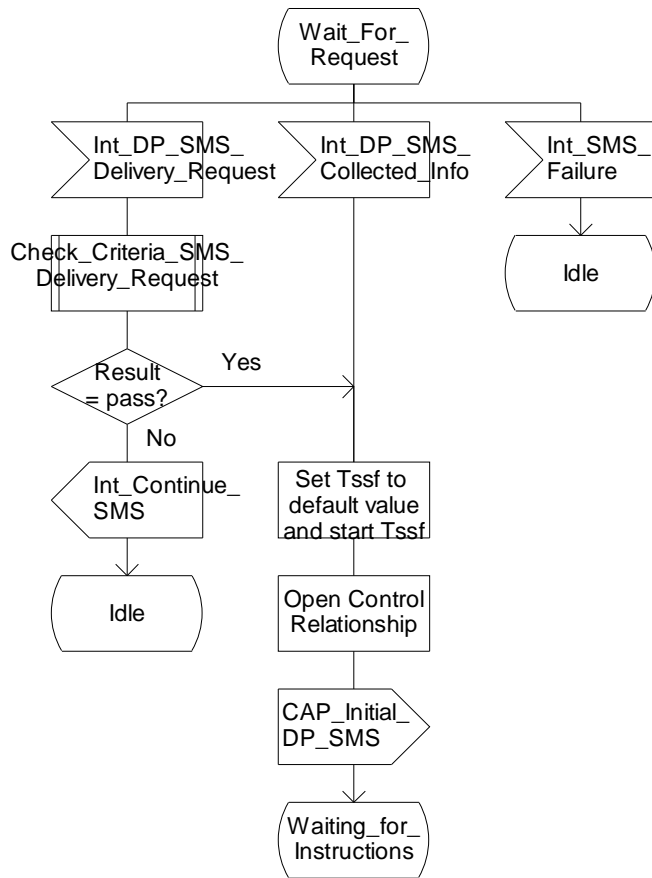 Wait_For_
Request
Int_DP_SMS_
Delivery_Request
Int_DP_SMS_
Collected_Info
Int_SMS_
Failure
Check_Criteria_SMS_
Delivery_Request
Idle
Result
= pass?
Yes
No
Int_Continue_
SMS
Set Tssf to
default value
and start Tssf
Idle
Open Control
Relationship
CAP_Initial_
DP_SMS
Waiting_for_
Instructions